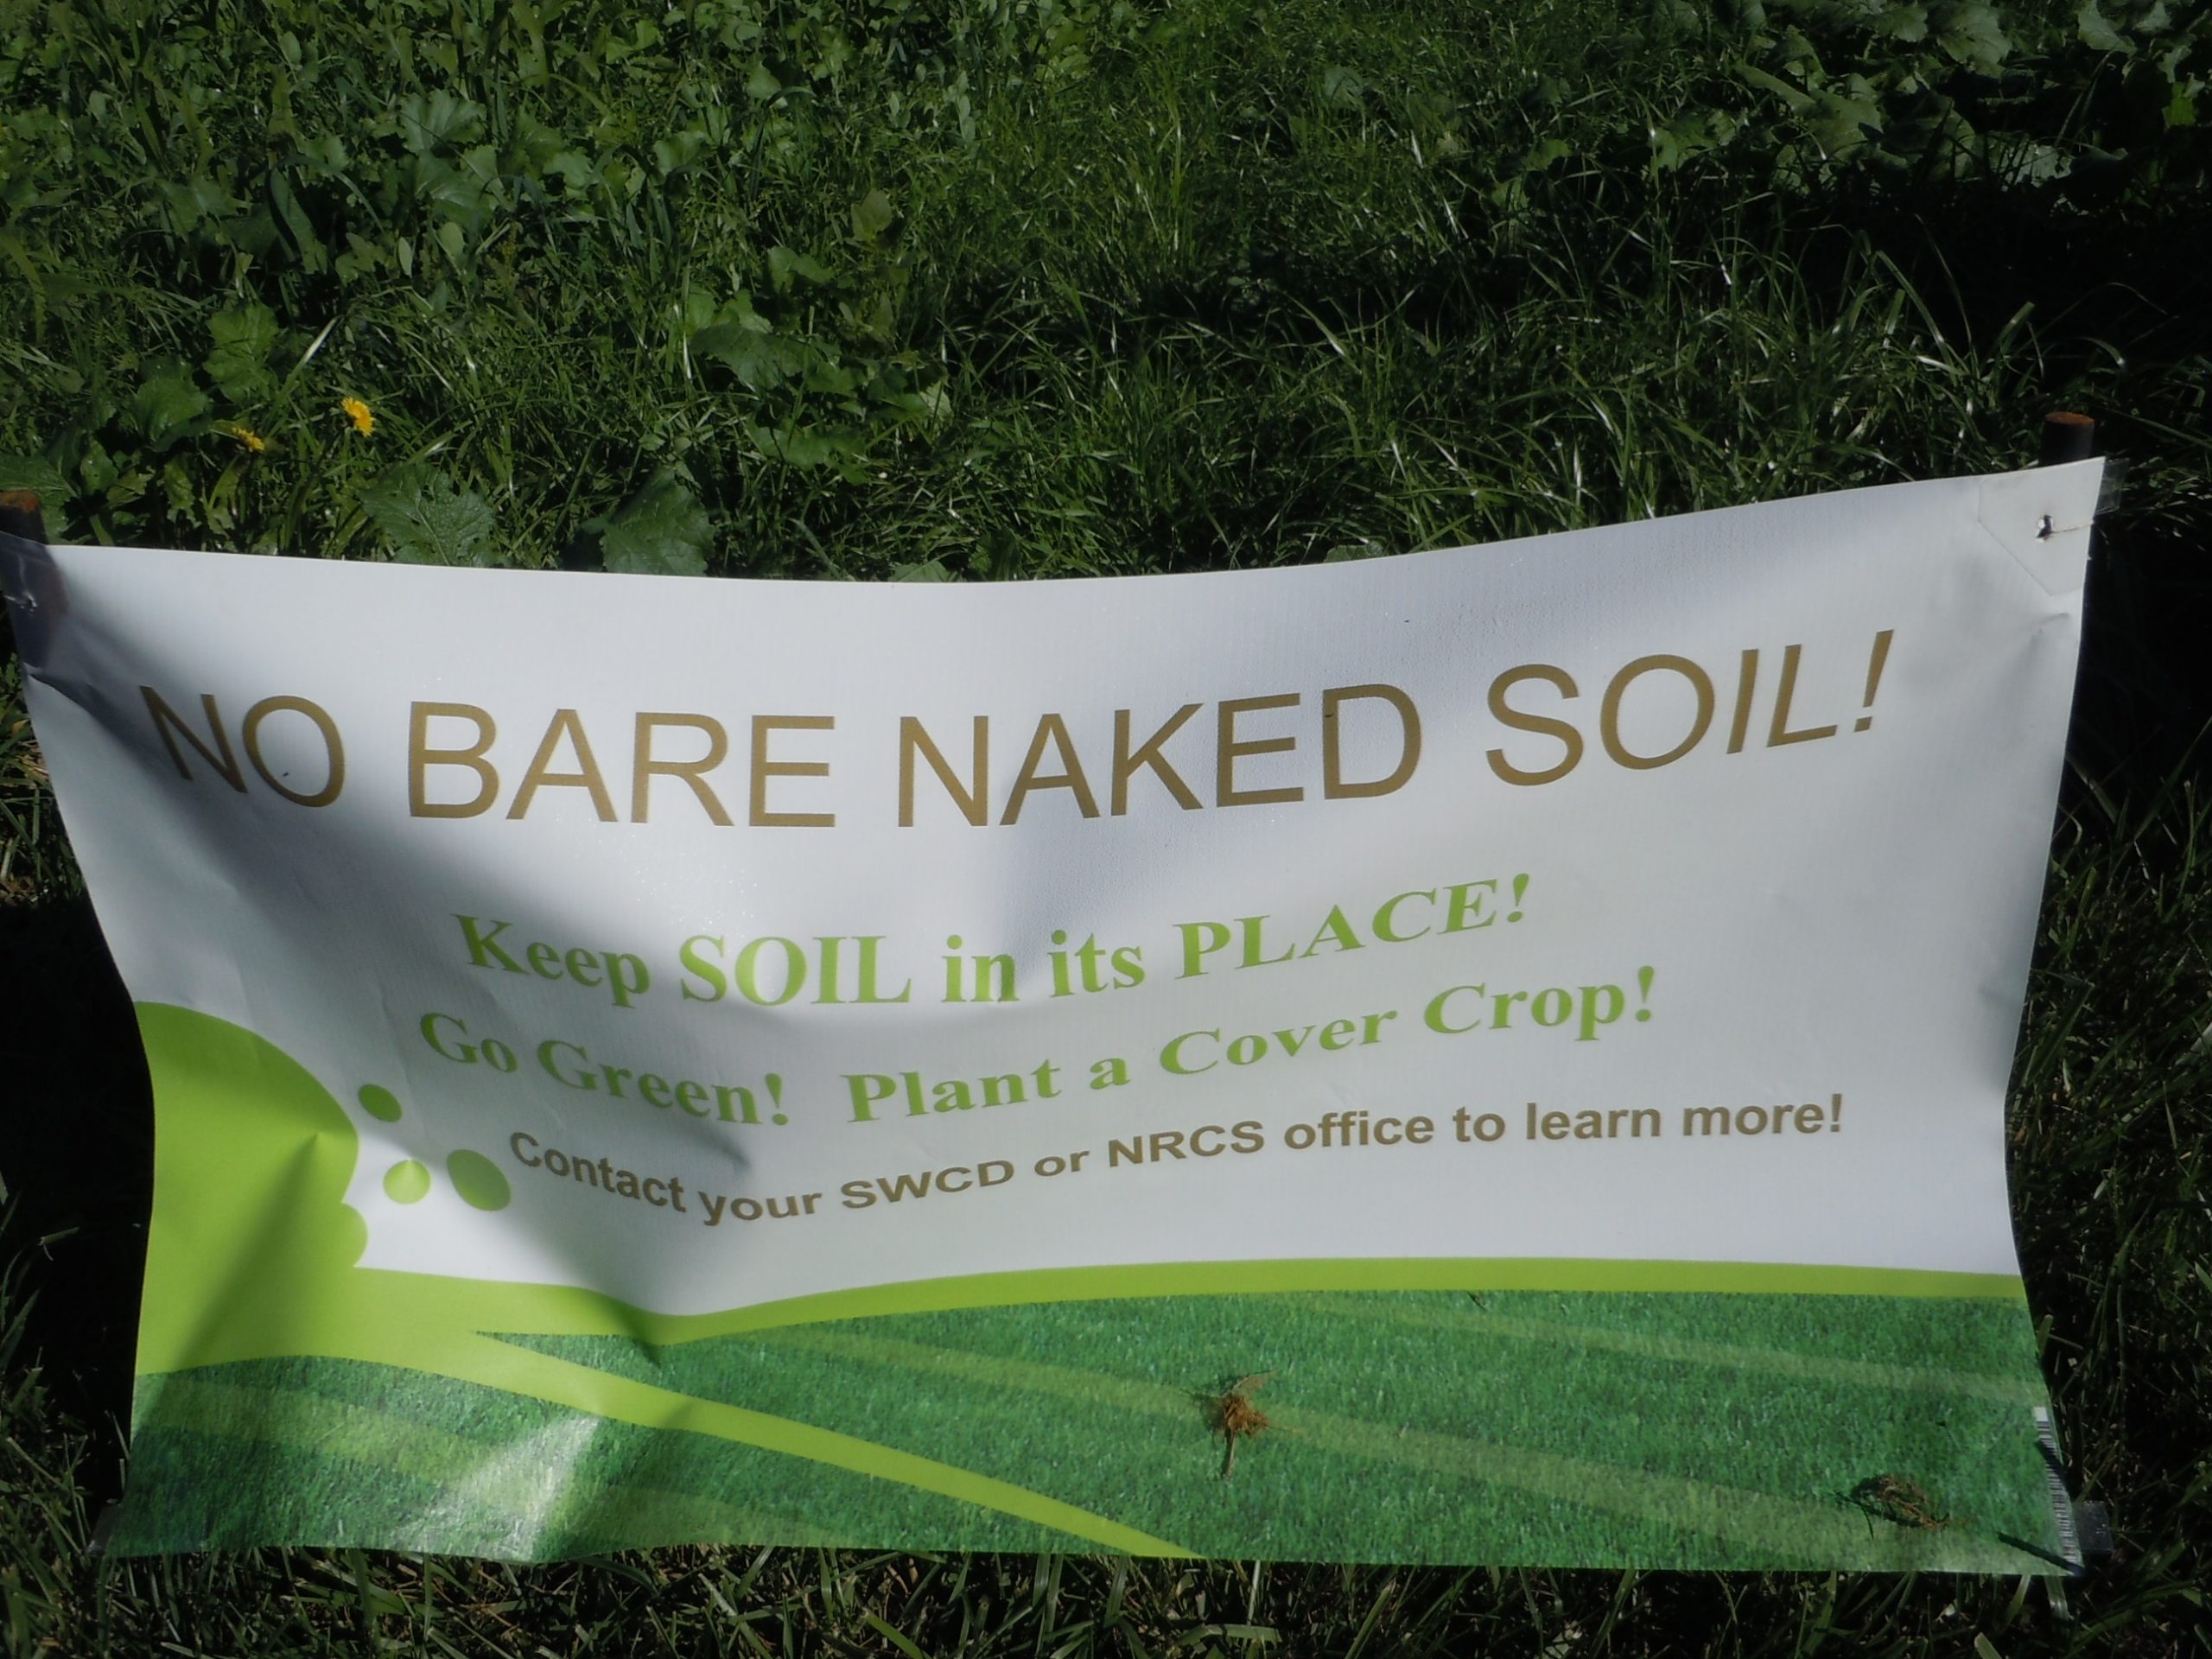 NO BARE NAKED SOIL!
Keep SOIL in its PLACE!
Go Green! Plant a Cover Crop!
Contact your SWCD or NRCS office to learn more!